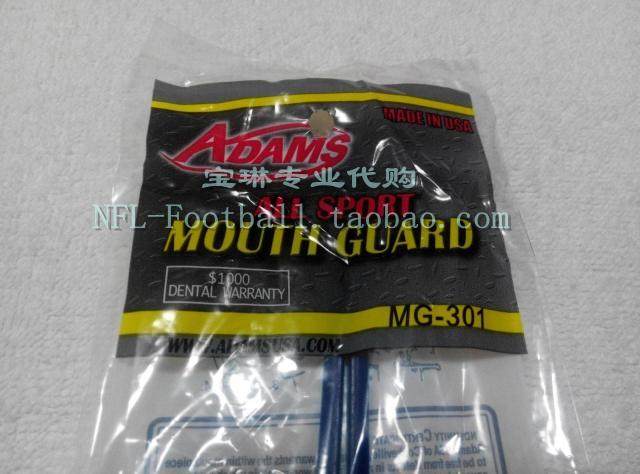 ADAMS
MADE IN USA
宝琳专业代购
ALL SPORT
NFL-Football.taobao.com
MOUTH GUARD
$1000
DENTAL WARRANTY
MG-301
WWW.ADAMSUSA.COM